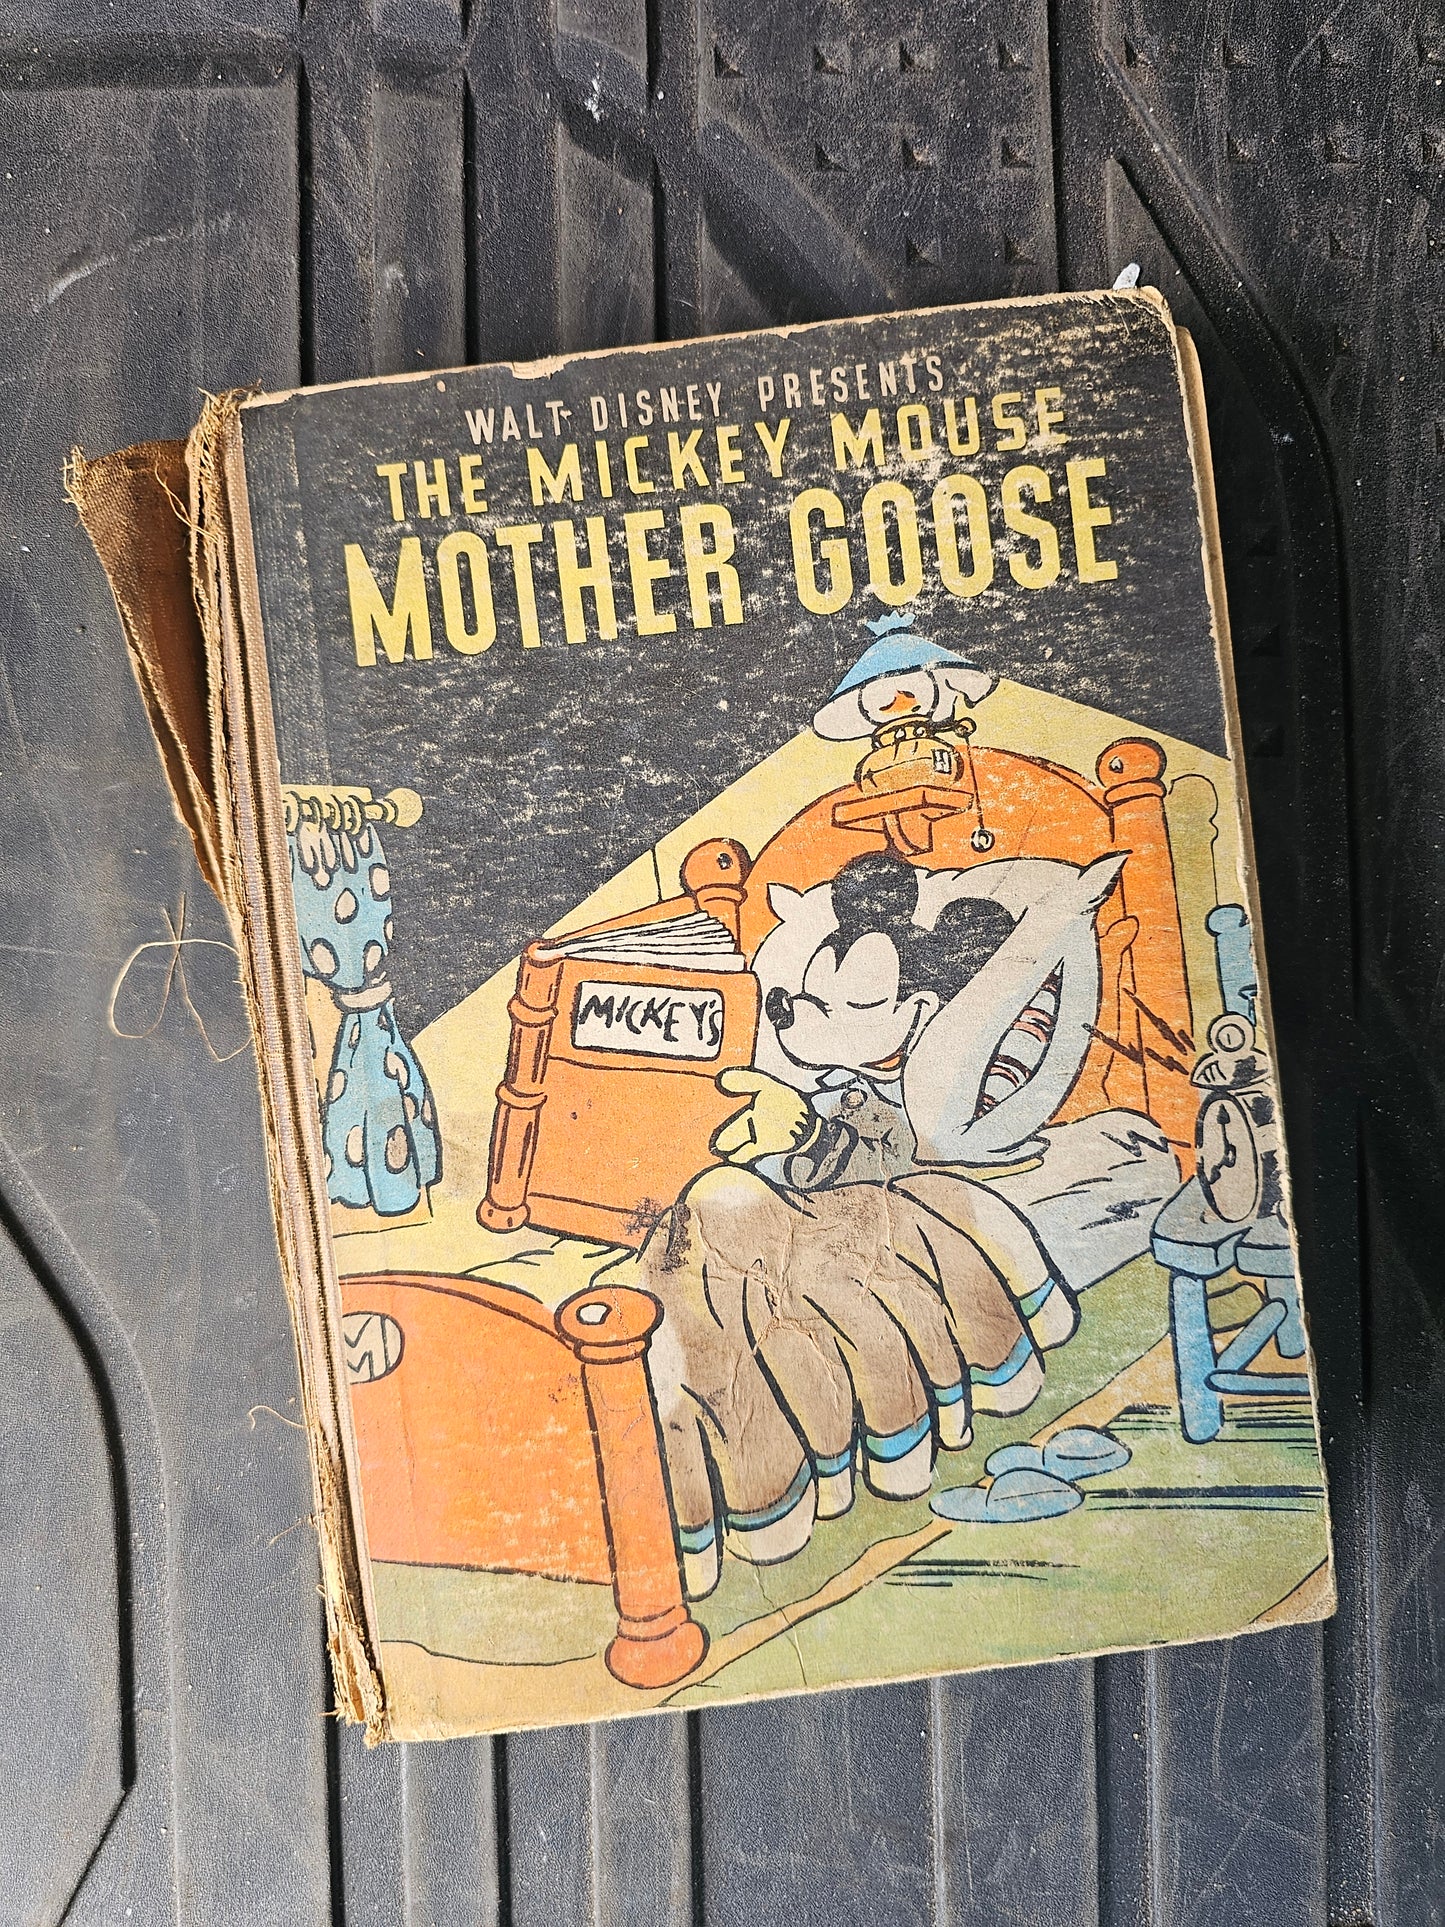 WALT DISNEY PRESENTS
THE MICKEY MOUSE
MOTHER GOOSE
MICKEY'S
M